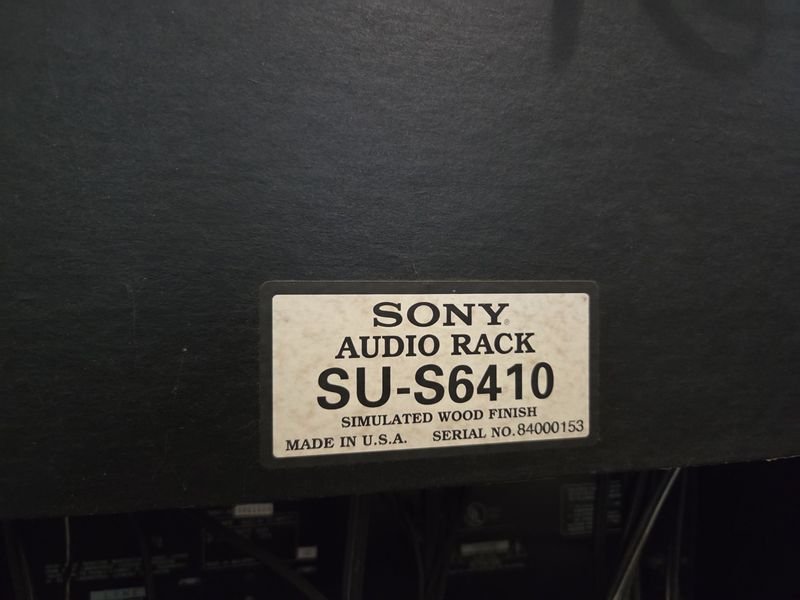 SONY®
AUDIO RACK
SU-S6410
SIMULATED WOOD FINISH
MADE IN U.S.A. SERIAL NO. 84000153